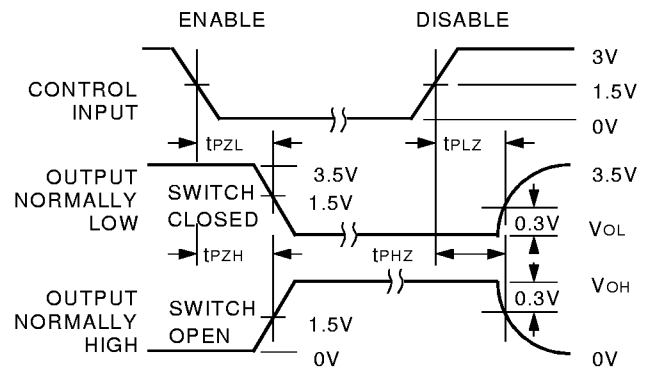 ENABLE DISABLE
CONTROL INPUT
3V
1.5V
0V
tPZL tPLZ
OUTPUT NORMALLY LOW
SWITCH CLOSED
3.5V
1.5V
3.5V
0.3V
VOL
tPZH tPHZ
OUTPUT NORMALLY HIGH
SWITCH OPEN
VOH
0.3V
1.5V
0V
0V